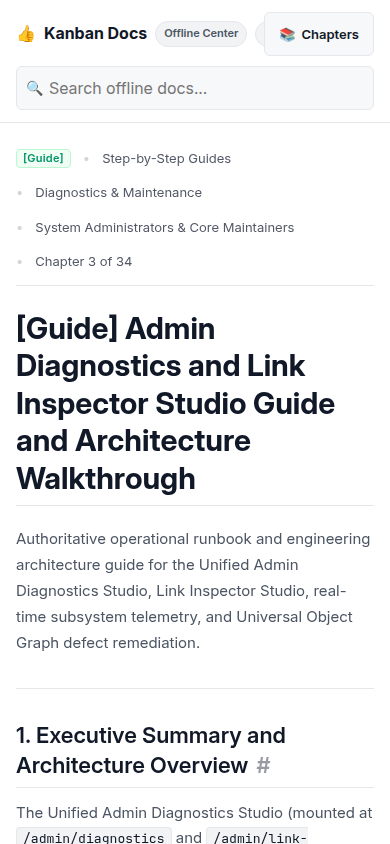 👍 Kanban Docs Offline Center 📚 Chapters
🔍 Search offline docs...
[Guide] • Step-by-Step Guides
• Diagnostics & Maintenance
• System Administrators & Core Maintainers
• Chapter 3 of 34
[Guide] Admin
Diagnostics and Link
Inspector Studio Guide
and Architecture
Walkthrough
Authoritative operational runbook and engineering
architecture guide for the Unified Admin
Diagnostics Studio, Link Inspector Studio, real-
time subsystem telemetry, and Universal Object
Graph defect remediation.
1. Executive Summary and
Architecture Overview #
The Unified Admin Diagnostics Studio (mounted at
/admin/diagnostics and /admin/link-